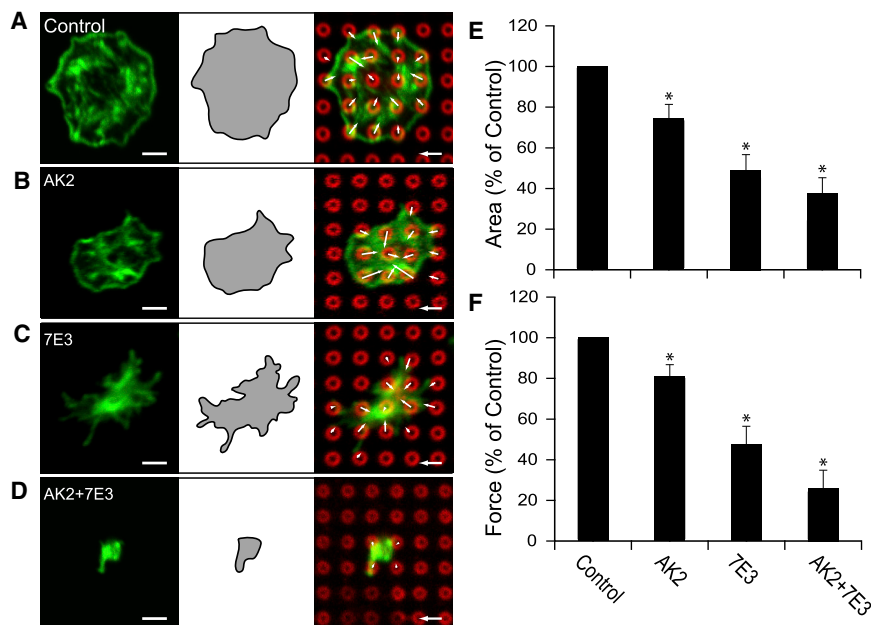 A
Control
B
AK2
C
7E3
D
AK2+7E3
E
120
100
80
60
40
20
0
Area (% of Control)
*
*
*
F
120
100
80
60
40
20
0
Force (% of Control)
*
*
*
Control
AK2
7E3
AK2+7E3